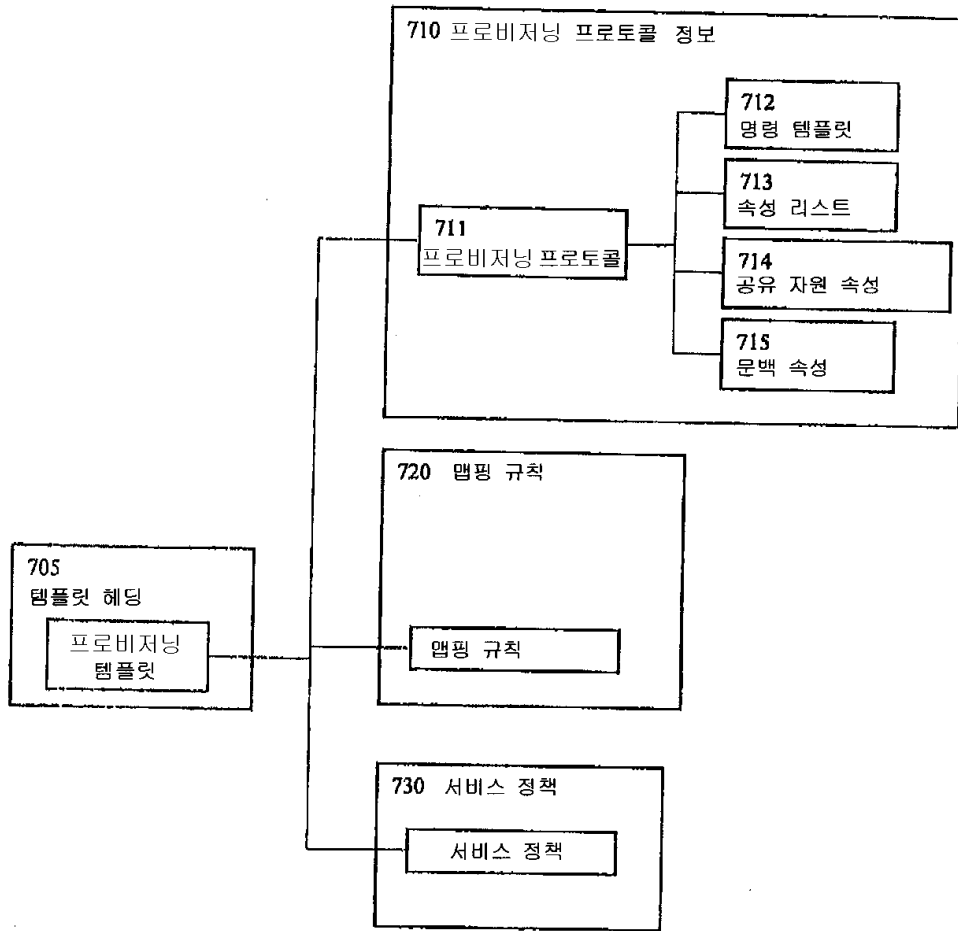 710 프로비저닝 프로토콜 정보
712
명령 템플릿
713
속성 리스트
711
프로비저닝 프로토콜
714
공유 자원 속성
715
문백 속성
720 맵핑 규칙
맵핑 규칙
705
템플릿 헤딩
프로비저닝
템플릿
730 서비스 정책
서비스 정책